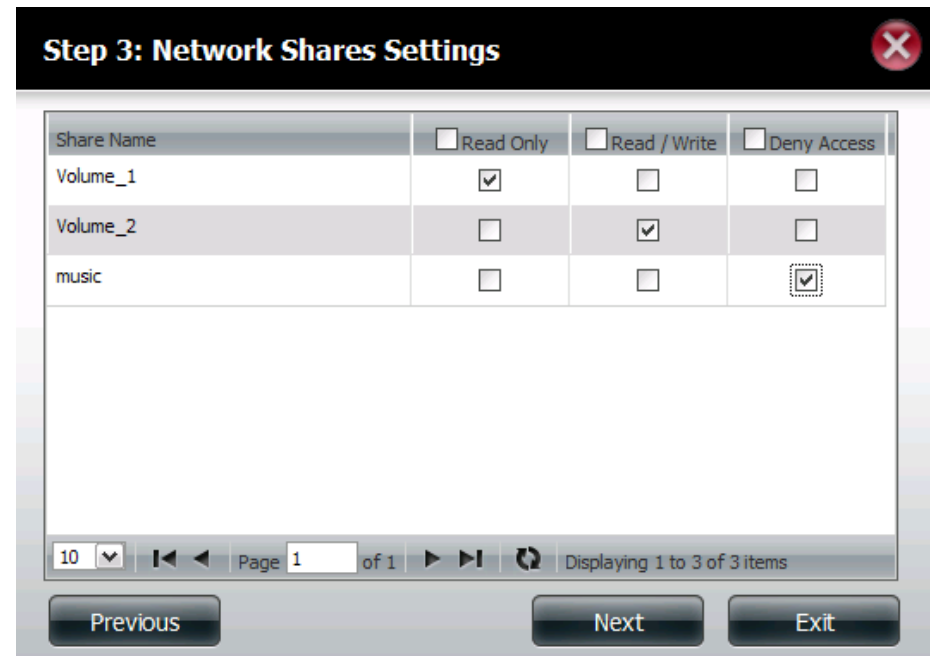 Step 3: Network Shares Settings
Share Name Read Only Read / Write Deny Access
Volume_1
Volume_2
music
10 Page 1 of 1 Displaying 1 to 3 of 3 items
Previous Next Exit